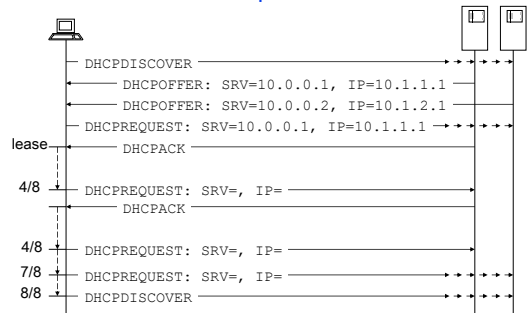 DHCPDISCOVER
DHCPOFFER: SRV=10.0.0.1, IP=10.1.1.1
DHCPOFFER: SRV=10.0.0.2, IP=10.1.2.1
DHCPREQUEST: SRV=10.0.0.1, IP=10.1.1.1
lease DHCPACK
4/8 DHCPREQUEST: SRV=, IP=
DHCPACK
4/8 DHCPREQUEST: SRV=, IP=
7/8 DHCPREQUEST: SRV=, IP=
8/8 DHCPDISCOVER